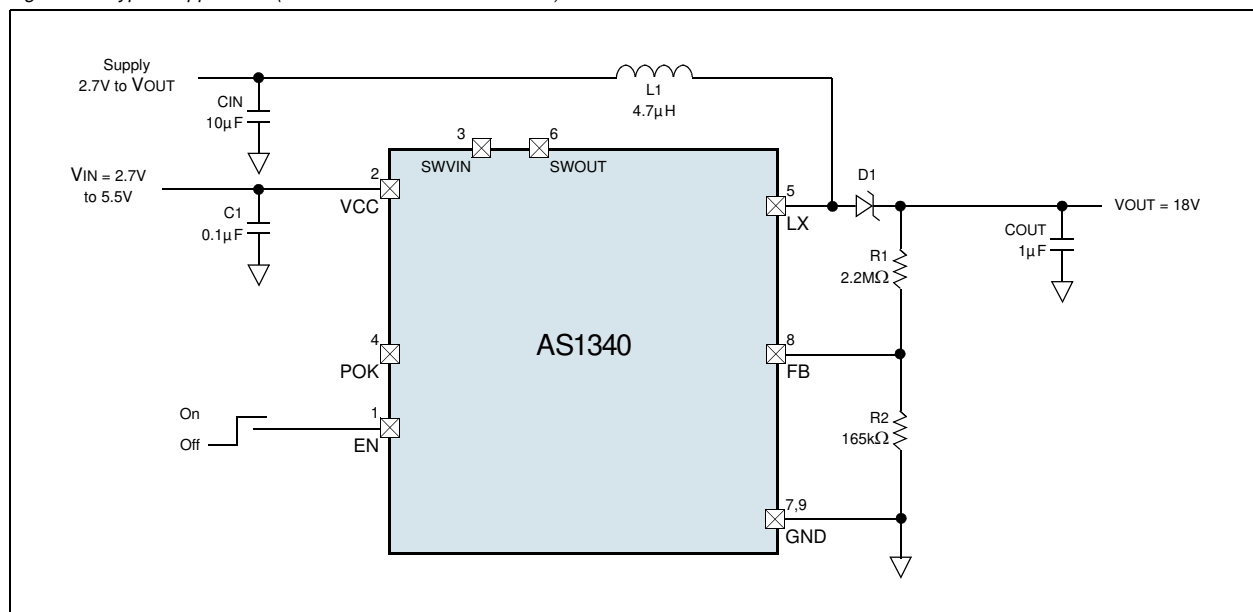 Supply
2.7V to VOUT
CIN
10µF
L1
4.7µH
3
6
SWVIN
SWOUT
VIN = 2.7V
to 5.5V
2
VCC
C1
0.1µF
5
LX
D1
VOUT = 18V
COUT
1µF
R1
2.2MΩ
AS1340
4
POK
8
FB
On
Off
1
EN
R2
165kΩ
7,9
GND